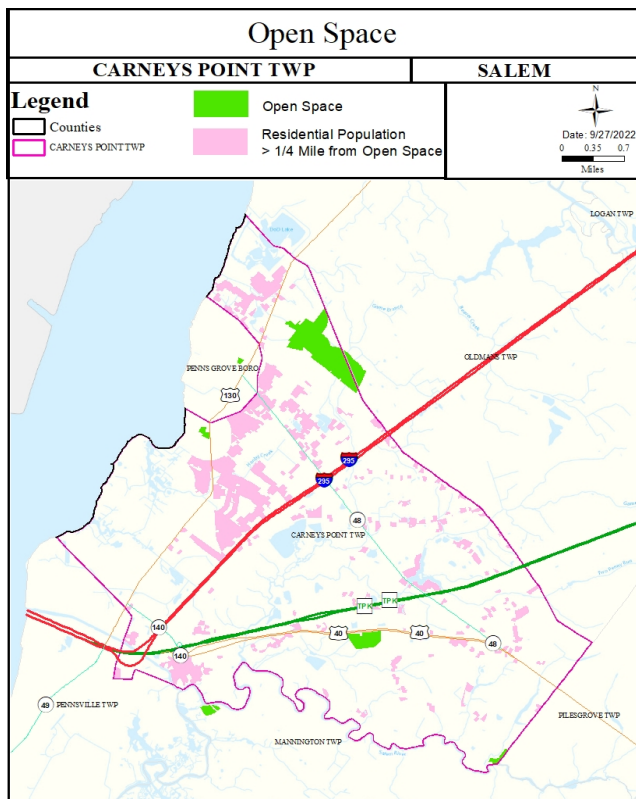 Open Space
CARNEYS POINT TWP
SALEM
Legend
Counties
CARNEYS POINT TWP
Open Space
Residential Population
> 1/4 Mile from Open Space
N
Date: 9/27/2022
0 0.35 0.7
Miles
LOGAN TWP
OLDMANS TWP
PENNS GROVE BORO
130
295
295
48
CARNEYS POINT TWP
TPK
TPK
140
40
40
48
140
49
PENNSVILLE TWP
PILESGROVE TWP
MANNINGTON TWP